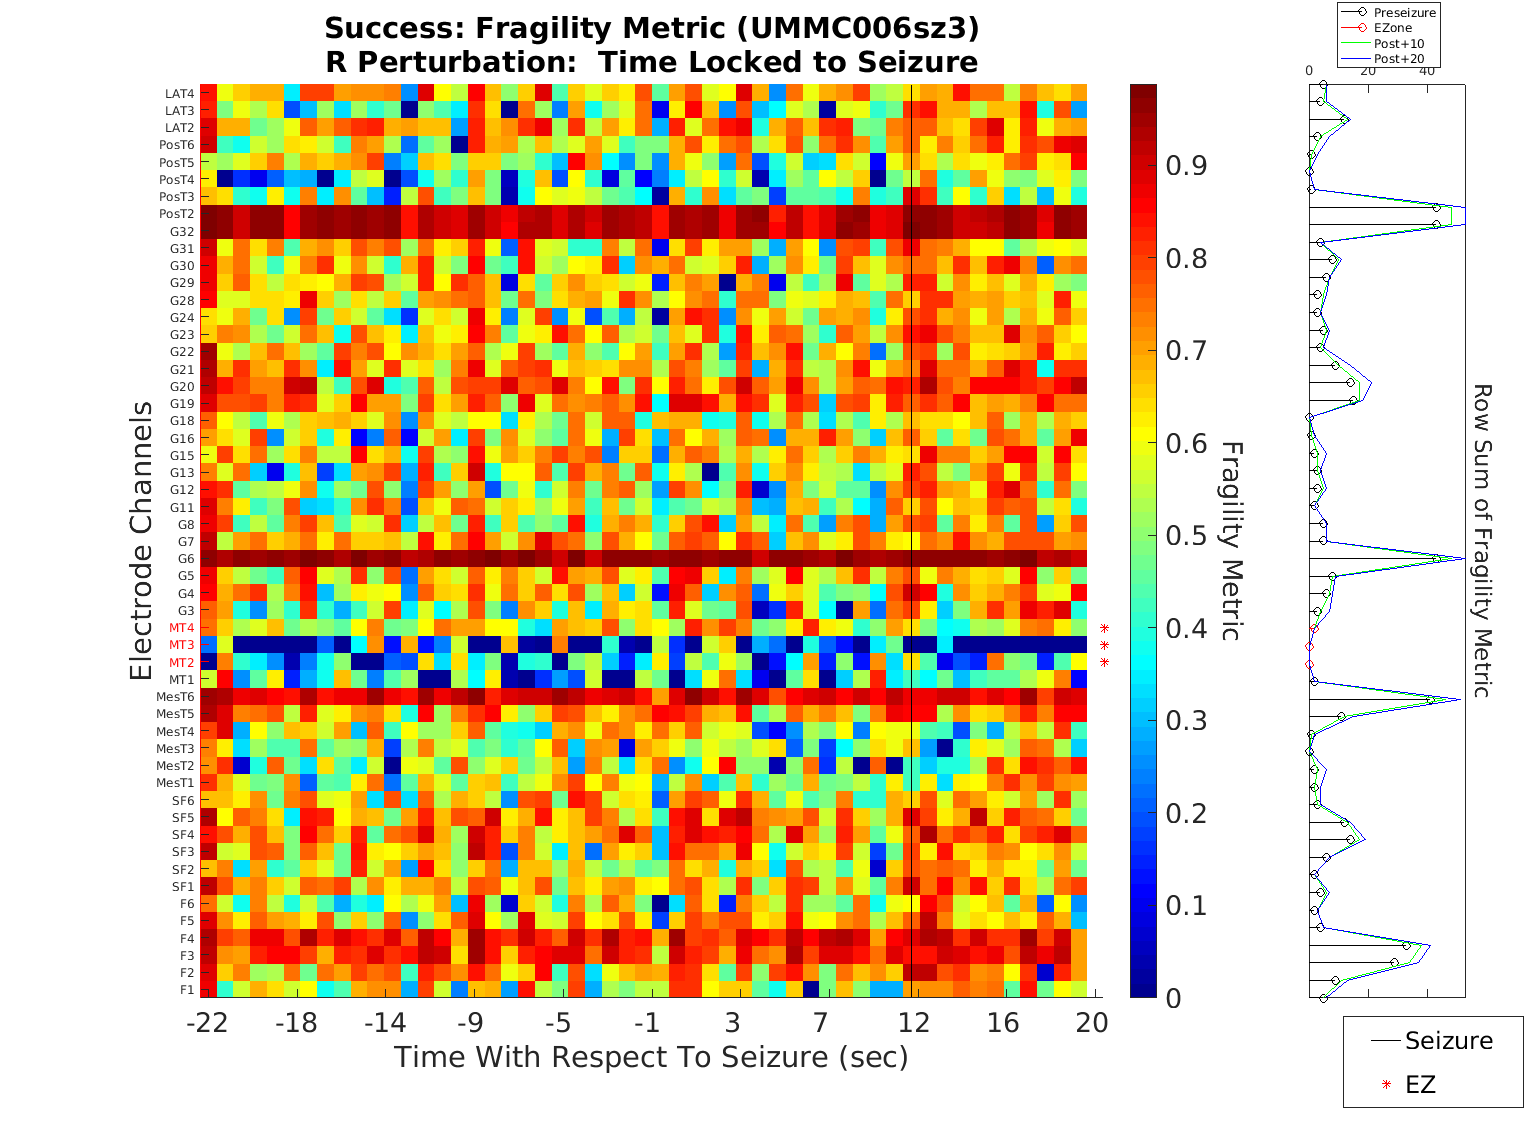 Success: Fragility Metric (UMMC006sz3)
R Perturbation:  Time Locked to Seizure
Electrode Channels
LAT4
LAT3
LAT2
PosT6
PosT5
PosT4
PosT3
PosT2
G32
G31
G30
G29
G28
G24
G23
G22
G21
G20
G19
G18
G16
G15
G13
G12
G11
G8
G7
G6
G5
G4
G3
MT4
MT3
MT2
MT1
MesT6
MesT5
MesT4
MesT3
MesT2
MesT1
SF6
SF5
SF4
SF3
SF2
SF1
F6
F5
F4
F3
F2
F1
-22 -18 -14 -9 -5 -1 3 7 12 16 20
Time With Respect To Seizure (sec)
0.9
0.8
0.7
0.6
0.5
0.4
0.3
0.2
0.1
0
Fragility Metric
Preseizure
EZone
Post+10
Post+20
0 20 40
Row Sum of Fragility Metric
Seizure
EZ